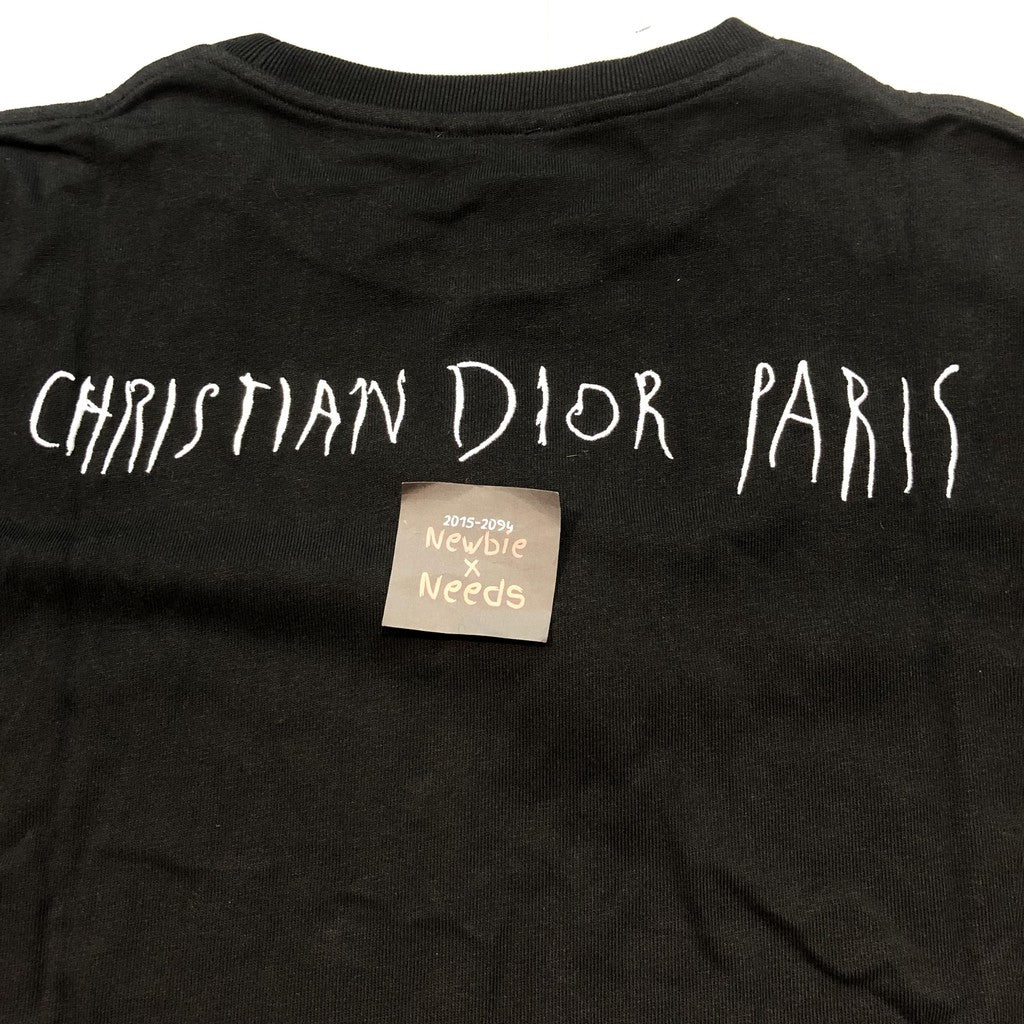 CHRISTIAN DIOR PARIS
2015-2094
Newbie
x
Needs